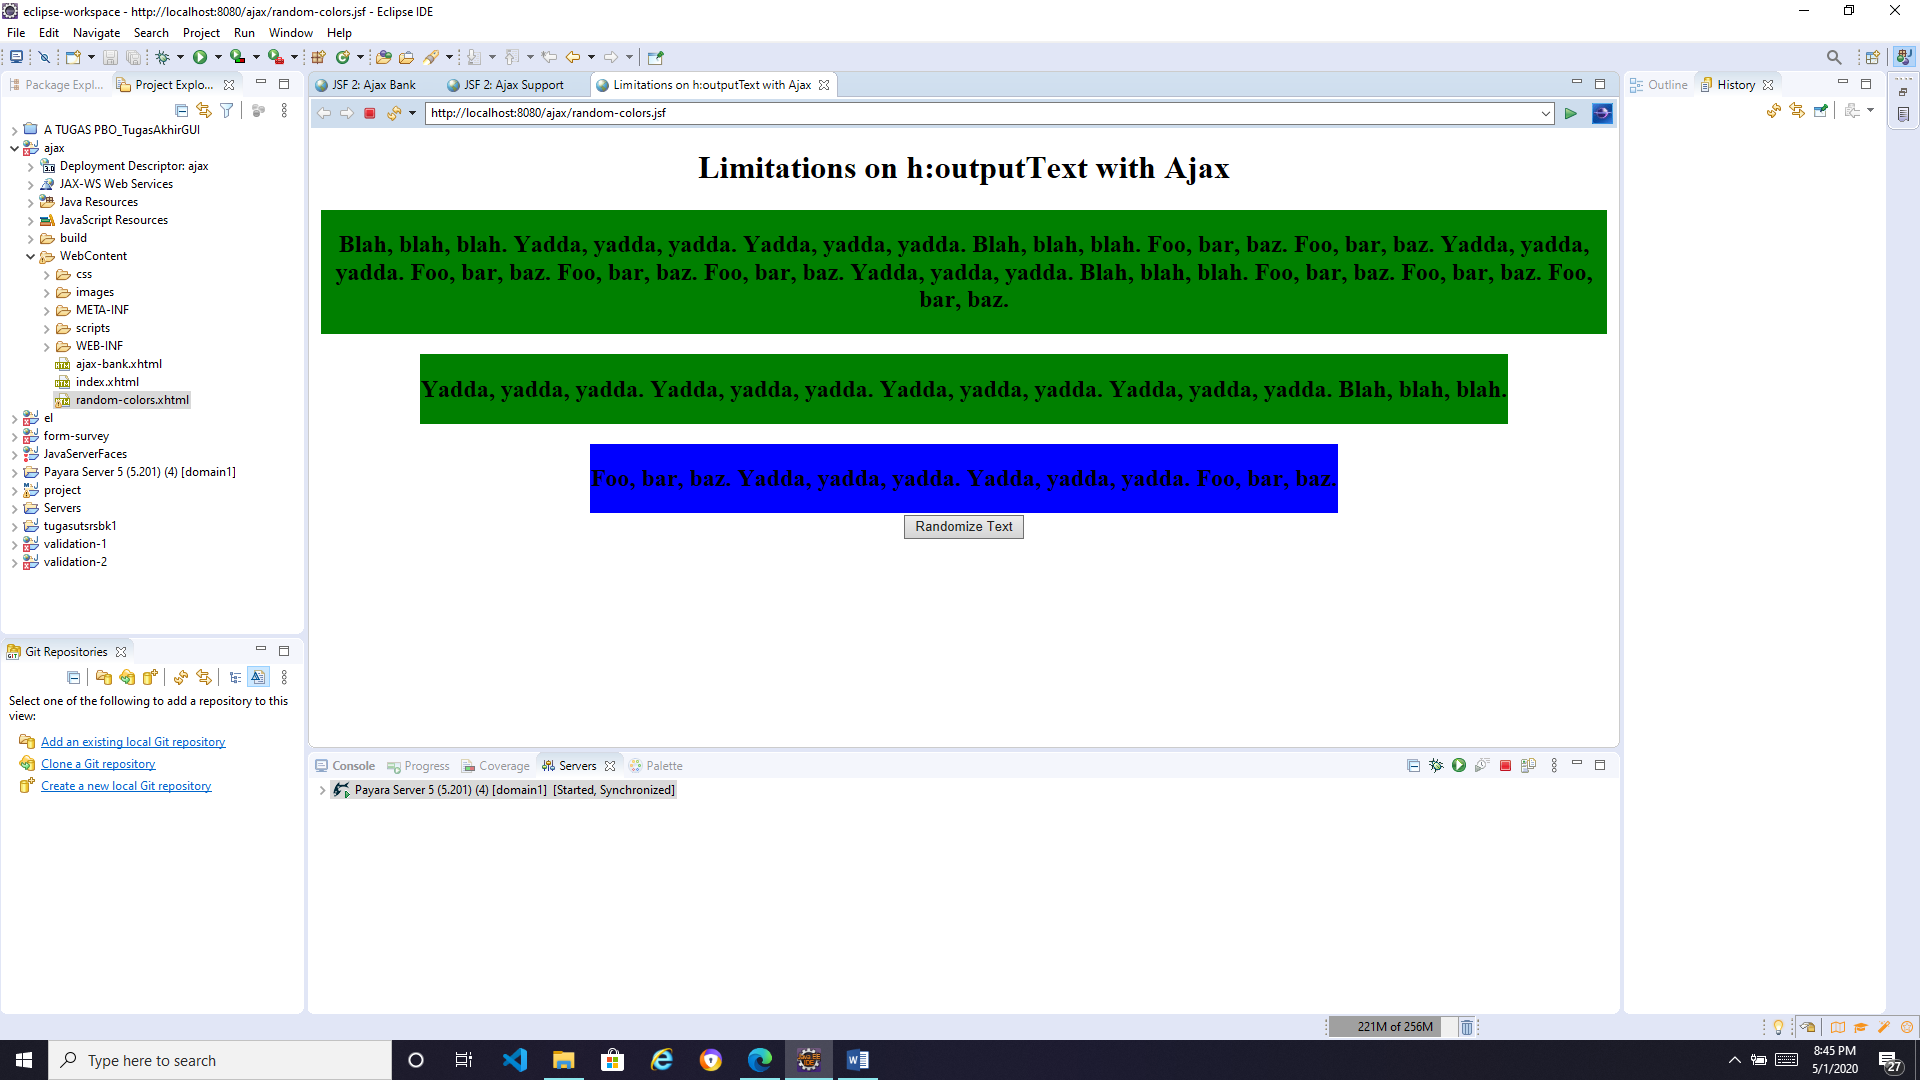 eclipse-workspace - http://localhost:8080/ajax/random-colors.jsf - Eclipse IDE
File Edit Navigate Search Project Run Window Help
Package Expl...
Project Explo...
A TUGAS PBO_TugasAkhirGUI
ajax
Deployment Descriptor: ajax
JAX-WS Web Services
Java Resources
JavaScript Resources
build
WebContent
css
images
META-INF
scripts
WEB-INF
ajax-bank.xhtml
index.xhtml
random-colors.xhtml
el
form-survey
JavaServerFaces
Payara Server 5 (5.201) (4) [domain1]
project
Servers
tugasutsrsbk1
validation-1
validation-2
Git Repositories
Select one of the following to add a repository to this
view:
Add an existing local Git repository
Clone a Git repository
Create a new local Git repository
JSF 2: Ajax Bank
JSF 2: Ajax Support
Limitations on h:outputText with Ajax
http://localhost:8080/ajax/random-colors.jsf
Limitations on h:outputText with Ajax
Blah, blah, blah. Yadda, yadda, yadda. Yadda, yadda, yadda. Blah, blah, blah. Foo, bar, baz. Foo, bar, baz. Yadda, yadda,
yadda. Foo, bar, baz. Foo, bar, baz. Foo, bar, baz. Yadda, yadda, yadda. Blah, blah, blah. Foo, bar, baz. Foo, bar, baz. Foo,
bar, baz.
Yadda, yadda, yadda. Yadda, yadda, yadda. Yadda, yadda, yadda. Yadda, yadda, yadda. Blah, blah, blah.
Foo, bar, baz. Yadda, yadda, yadda. Yadda, yadda, yadda. Foo, bar, baz.
Randomize Text
Console
Progress
Coverage
Servers
Palette
Payara Server 5 (5.201) (4) [domain1] [Started, Synchronized]
Outline
History
221M of 256M
Type here to search
8:45 PM
5/1/2020
27